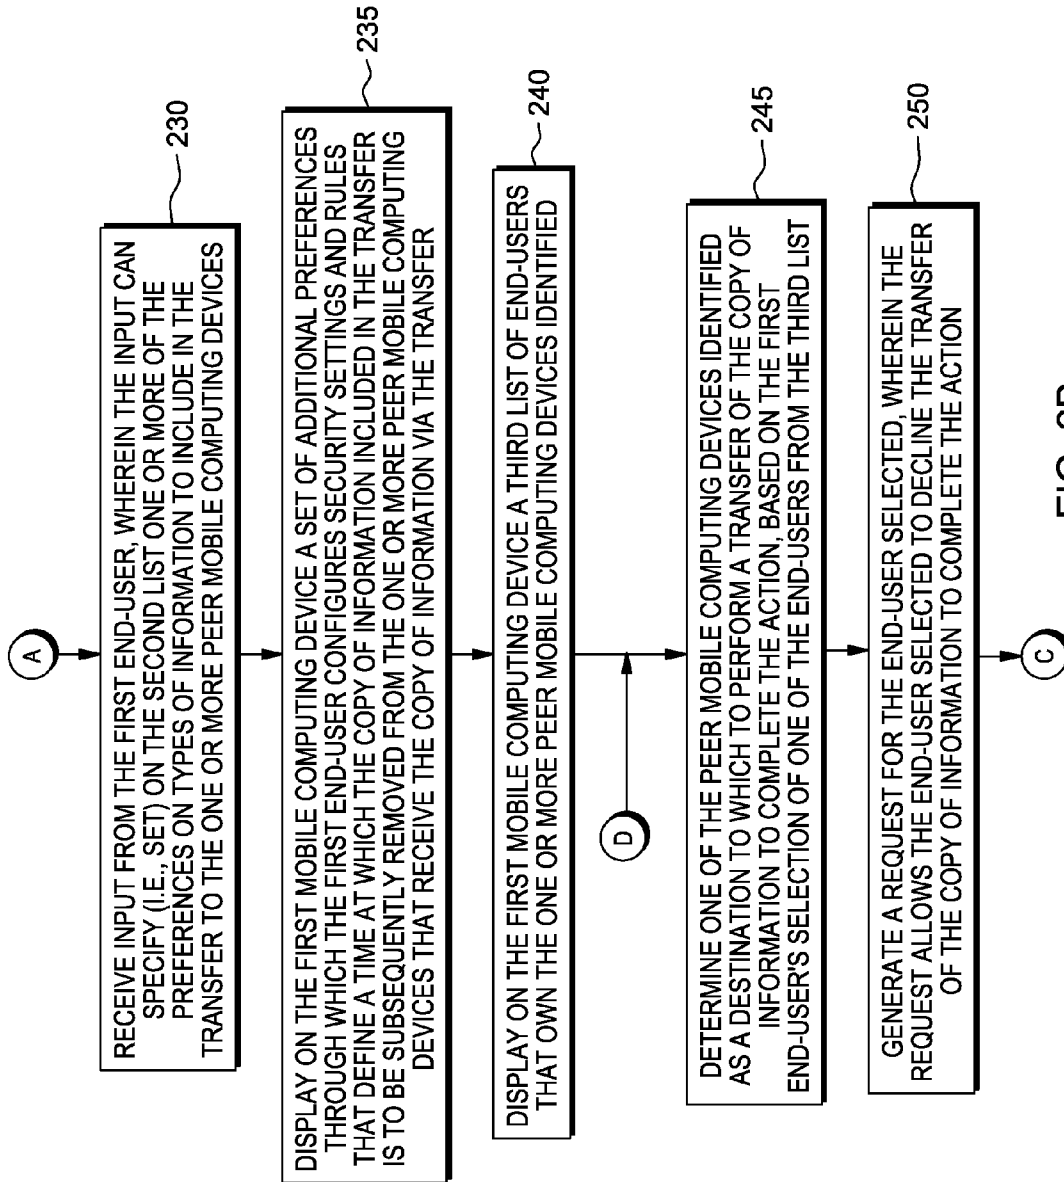 A
RECEIVE INPUT FROM THE FIRST END-USER, WHEREIN THE INPUT CAN
SPECIFY (I.E., SET) ON THE SECOND LIST ONE OR MORE OF THE
PREFERENCES ON TYPES OF INFORMATION TO INCLUDE IN THE
TRANSFER TO THE ONE OR MORE PEER MOBILE COMPUTING DEVICES
230
DISPLAY ON THE FIRST MOBILE COMPUTING DEVICE A SET OF ADDITIONAL PREFERENCES
THROUGH WHICH THE FIRST END-USER CONFIGURES SECURITY SETTINGS AND RULES
THAT DEFINE A TIME AT WHICH THE COPY OF INFORMATION INCLUDED IN THE TRANSFER
IS TO BE SUBSEQUENTLY REMOVED FROM THE ONE OR MORE PEER MOBILE COMPUTING
DEVICES THAT RECEIVE THE COPY OF INFORMATION VIA THE TRANSFER
235
DISPLAY ON THE FIRST MOBILE COMPUTING DEVICE A THIRD LIST OF END-USERS
THAT OWN THE ONE OR MORE PEER MOBILE COMPUTING DEVICES IDENTIFIED
240
D
DETERMINE ONE OF THE PEER MOBILE COMPUTING DEVICES IDENTIFIED
AS A DESTINATION TO WHICH TO PERFORM A TRANSFER OF THE COPY OF
INFORMATION TO COMPLETE THE ACTION, BASED ON THE FIRST
END-USER'S SELECTION OF ONE OF THE END-USERS FROM THE THIRD LIST
245
GENERATE A REQUEST FOR THE END-USER SELECTED, WHEREIN THE
REQUEST ALLOWS THE END-USER SELECTED TO DECLINE THE TRANSFER
OF THE COPY OF INFORMATION TO COMPLETE THE ACTION
250
C